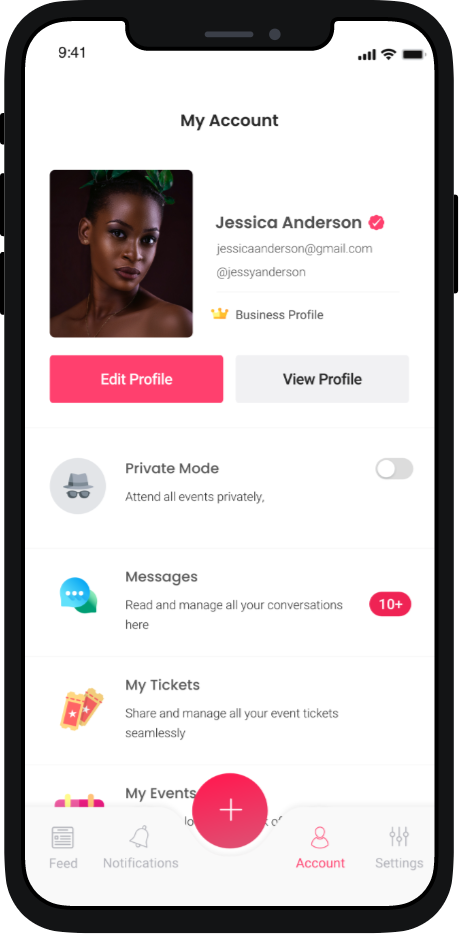 9:41
My Account
Jessica Anderson
jessicaanderson@gmail.com
@jessyanderson
Business Profile
Edit Profile
View Profile
Private Mode
Attend all events privately,
Messages
Read and manage all your conversations
here
10+
My Tickets
Share and manage all your event tickets
seamlessly
My Events
Feed
Notifications
Account
Settings